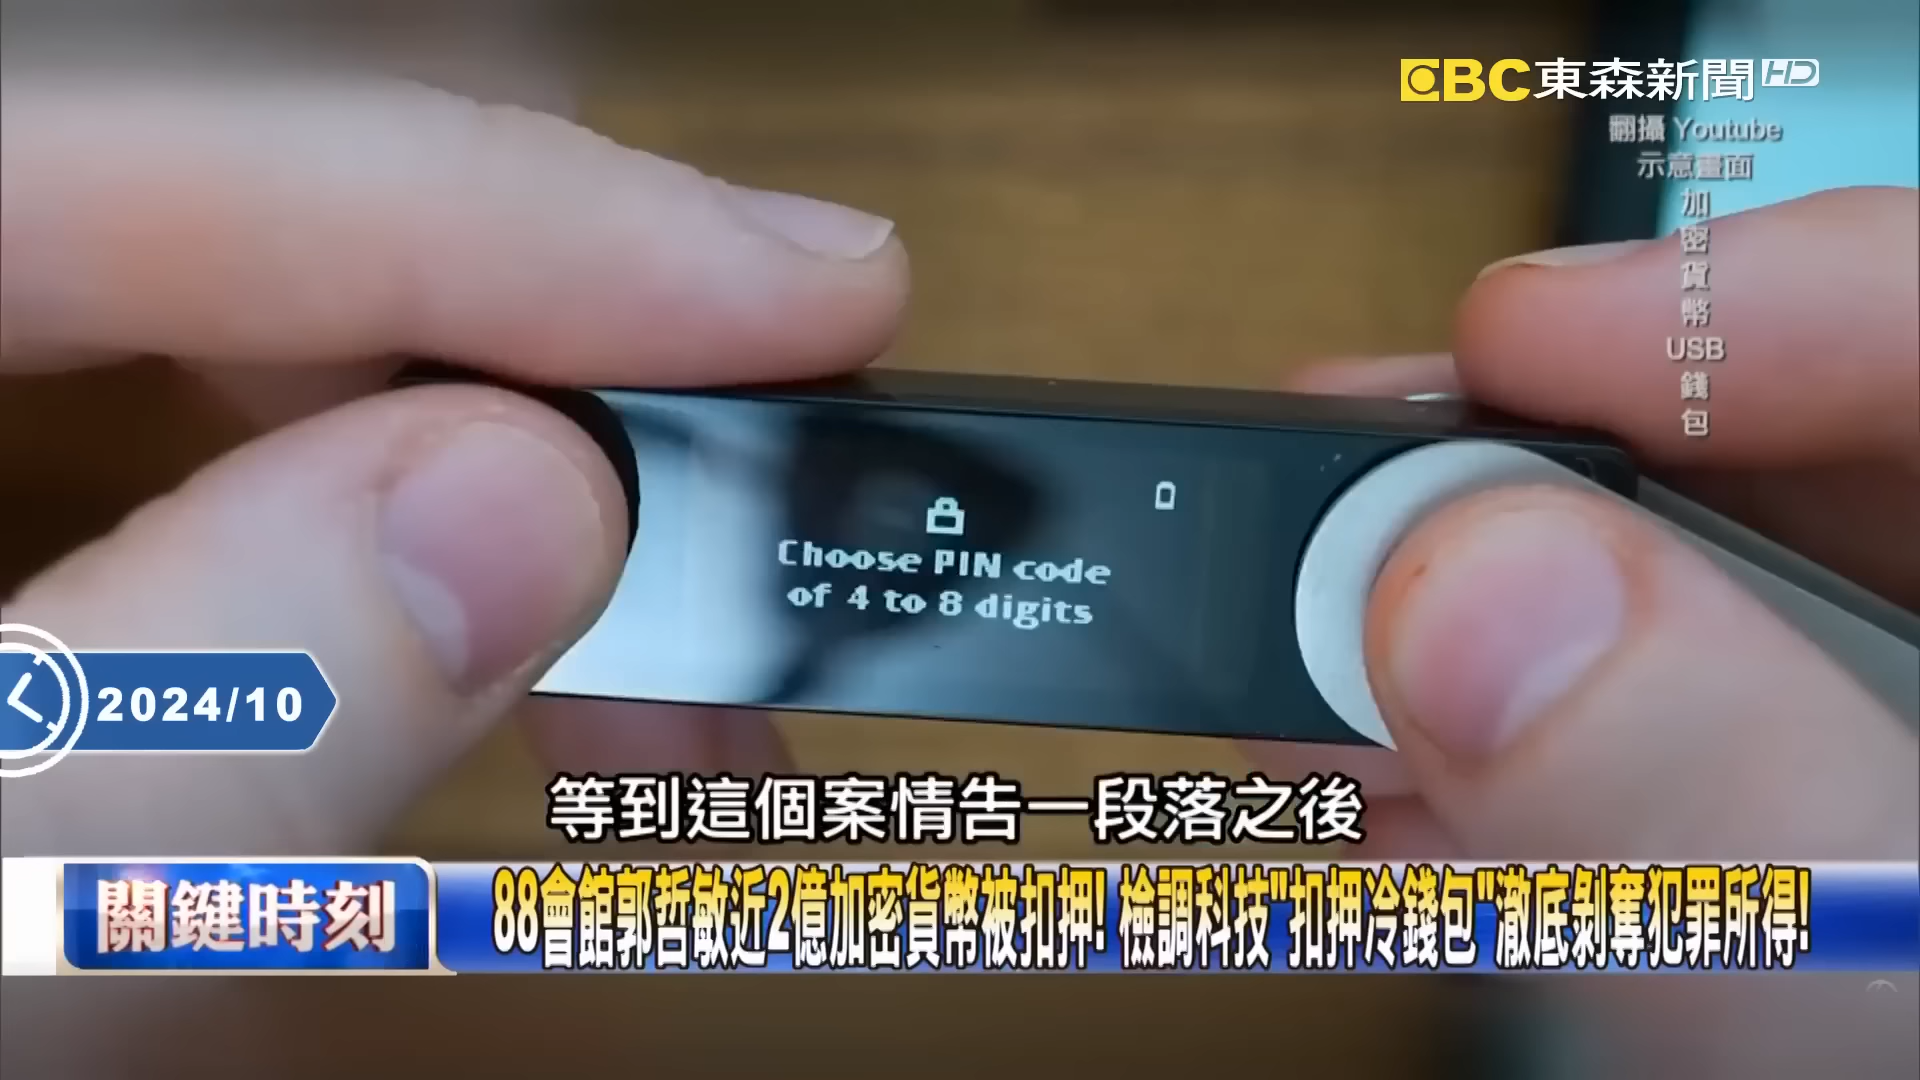 EBC東森新聞HD
翻攝 Youtube
示意畫面
加
密
貨
幣
USB
錢
包
Choose PIN code
of 4 to 8 digits
2024/10
等到這個案情告一段落之後
關鍵時刻
88會館郭哲敏近2億加密貨幣被扣押! 檢調科技"扣押冷錢包"澈底剝奪犯罪所得!